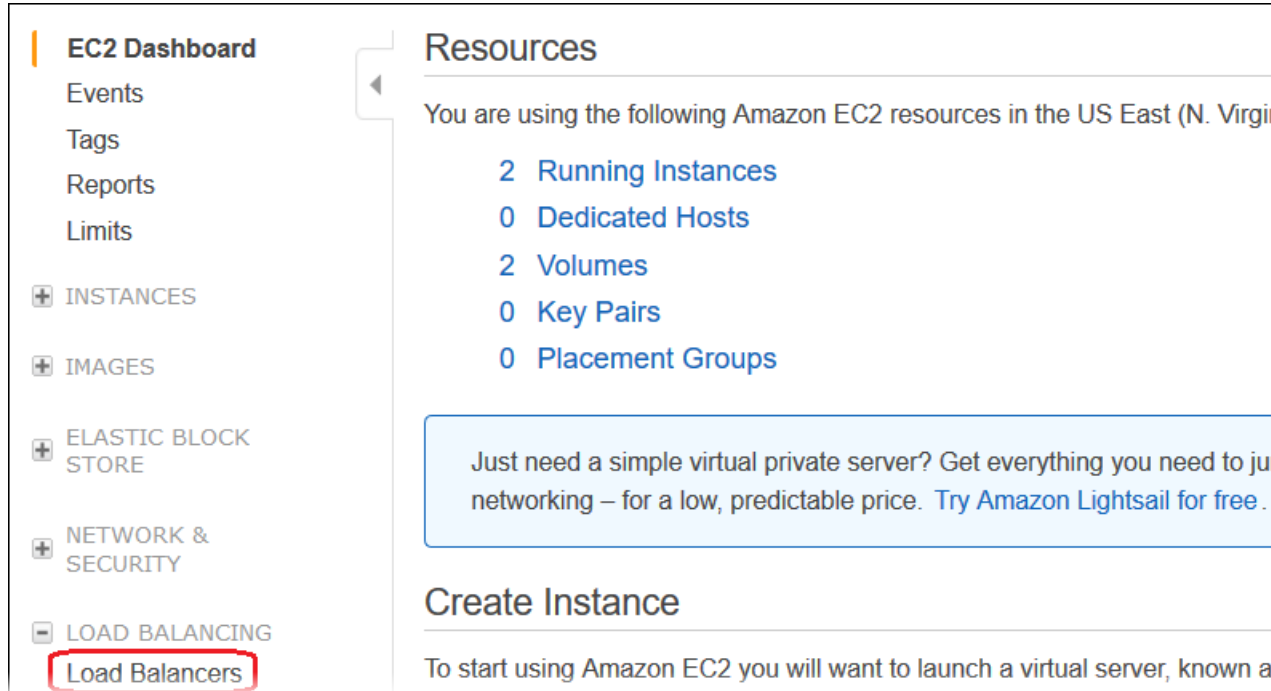 EC2 Dashboard
Events
Tags
Reports
Limits
INSTANCES
IMAGES
ELASTIC BLOCK
STORE
NETWORK &
SECURITY
LOAD BALANCING
Load Balancers
Resources
You are using the following Amazon EC2 resources in the US East (N. Virgi
2 Running Instances
0 Dedicated Hosts
2 Volumes
0 Key Pairs
0 Placement Groups
Just need a simple virtual private server? Get everything you need to ju
networking – for a low, predictable price. Try Amazon Lightsail for free.
Create Instance
To start using Amazon EC2 you will want to launch a virtual server, known a